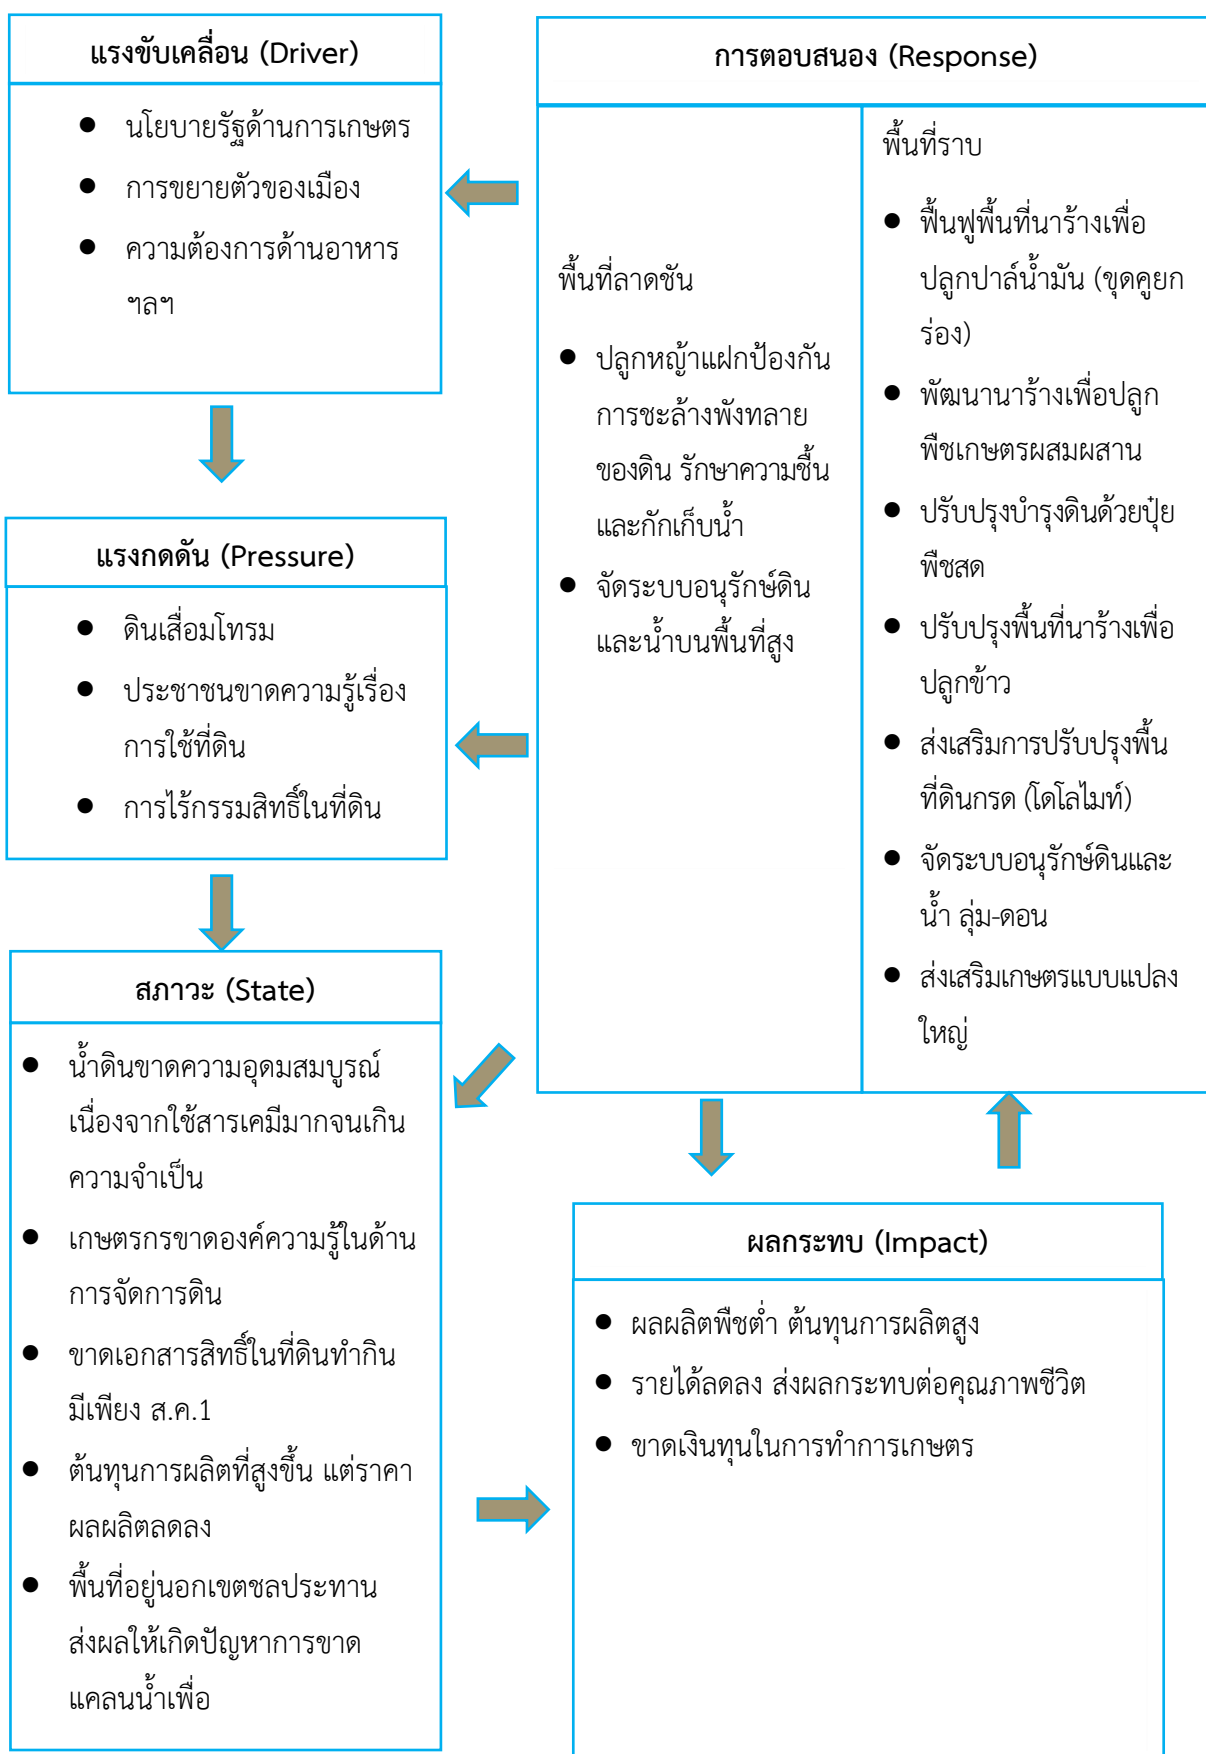 แรงขับเคลื่อน (Driver)
● นโยบายรัฐด้านการเกษตร
● การขยายตัวของเมือง
● ความต้องการด้านอาหาร
ฯลฯ
แรงกดดัน (Pressure)
● ดินเสื่อมโทรม
● ประชาชนขาดความรู้เรื่อง
การใช้ที่ดิน
● การไร้กรรมสิทธิ์ในที่ดิน
สภาวะ (State)
● น้ำดินขาดความอุดมสมบูรณ์
เนื่องจากใช้สารเคมีมากจนเกิน
ความจำเป็น
● เกษตรกรขาดองค์ความรู้ในด้าน
การจัดการดิน
● ขาดเอกสารสิทธิ์ในที่ดินทำกิน
มีเพียง ส.ค.1
● ต้นทุนการผลิตที่สูงขึ้น แต่ราคา
ผลผลิตลดลง
● พื้นที่อยู่นอกเขตชลประทาน
ส่งผลให้เกิดปัญหาการขาด
แคลนน้ำเพื่อ
การตอบสนอง (Response)
พื้นที่ลาดชัน
● ปลูกหญ้าแฝกป้องกัน
การชะล้างพังทลาย
ของดิน รักษาความชื้น
และกักเก็บน้ำ
● จัดระบบอนุรักษ์ดิน
และน้ำบนพื้นที่สูง
พื้นที่ราบ
● ฟื้นฟูพื้นที่นาร้างเพื่อ
ปลูกปาล์น้ำมัน (ขุดคูยก
ร่อง)
● พัฒนานาร้างเพื่อปลูก
พืชเกษตรผสมผสาน
● ปรับปรุงบำรุงดินด้วยปุ๋ย
พืชสด
● ปรับปรุงพื้นที่นาร้างเพื่อ
ปลูกข้าว
● ส่งเสริมการปรับปรุงพื้น
ที่ดินกรด (โดโลไมท์)
● จัดระบบอนุรักษ์ดินและ
น้ำ ลุ่ม-ดอน
● ส่งเสริมเกษตรแบบแปลง
ใหญ่
ผลกระทบ (Impact)
● ผลผลิตพืชต่ำ ต้นทุนการผลิตสูง
● รายได้ลดลง ส่งผลกระทบต่อคุณภาพชีวิต
● ขาดเงินทุนในการทำการเกษตร